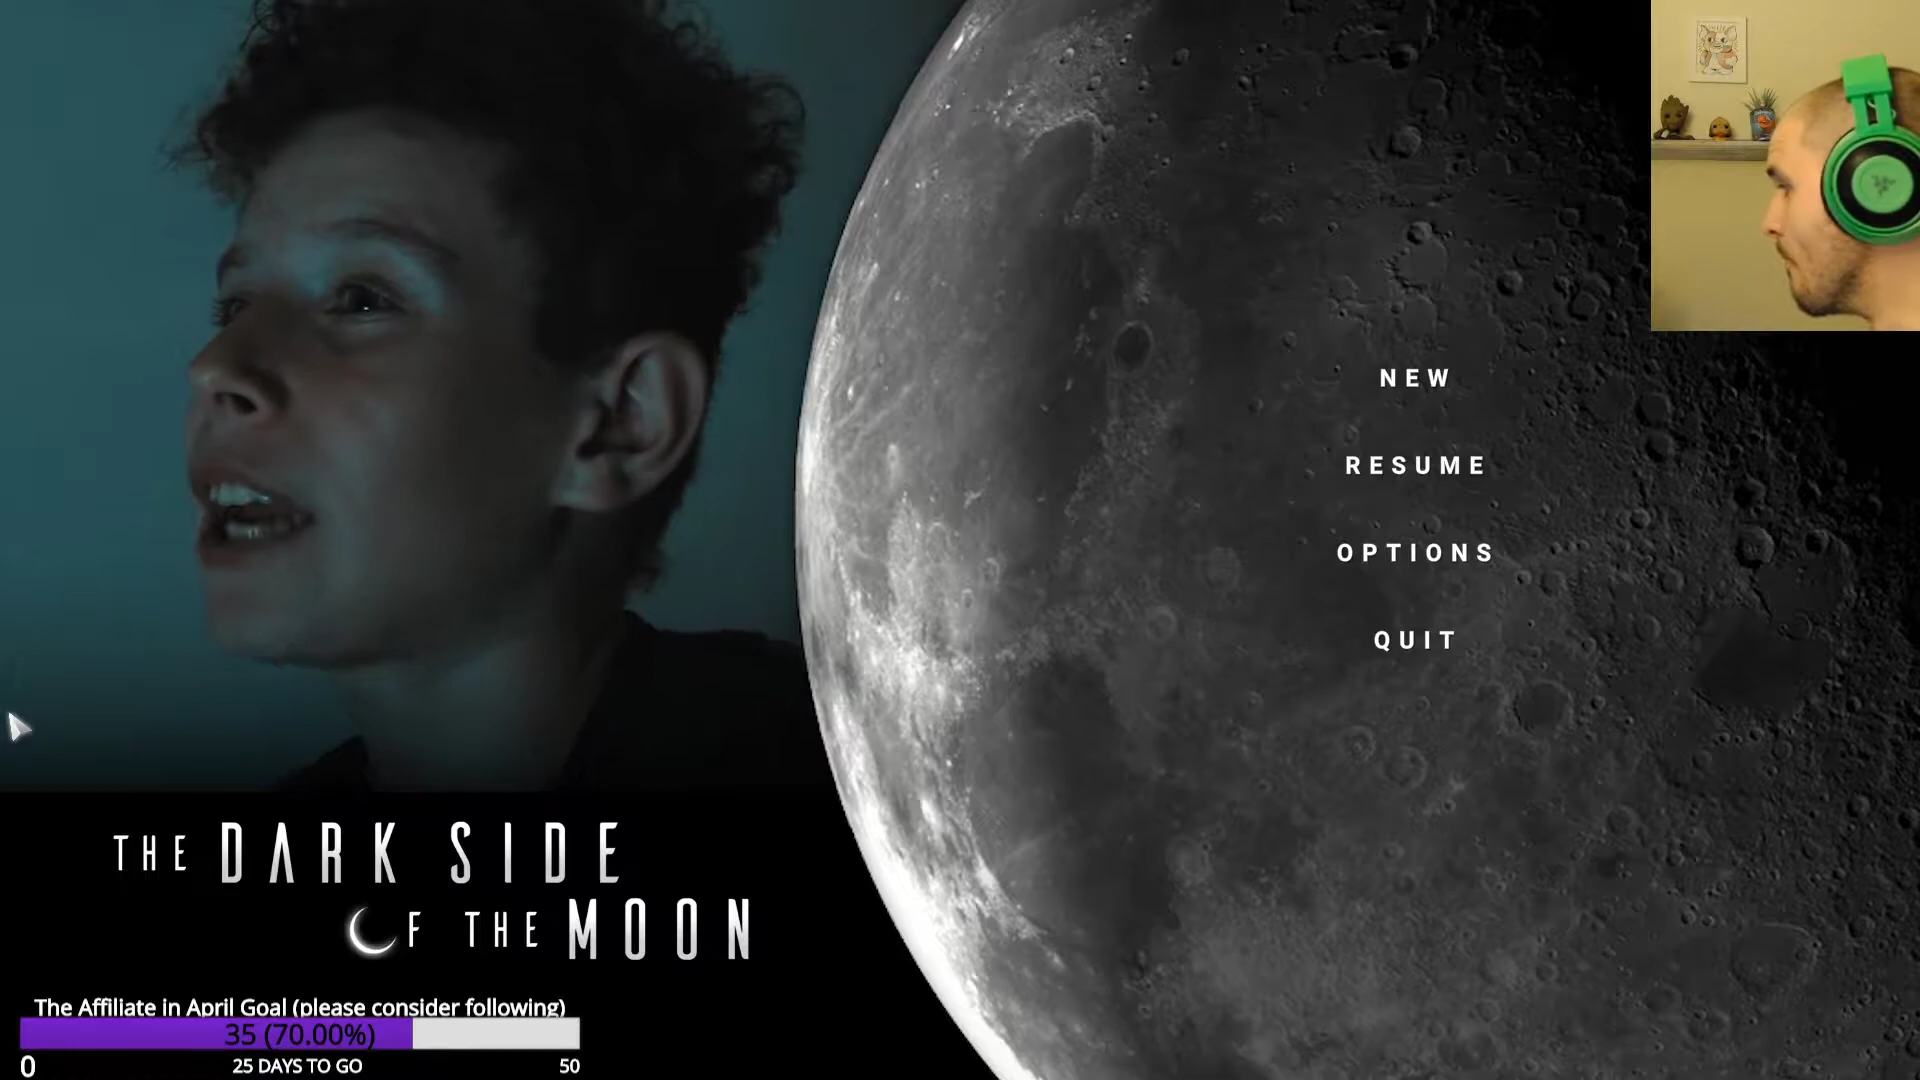 NEW
RESUME
OPTIONS
QUIT
THE DARK SIDE
OF THE MOON
The Affiliate in April Goal (please consider following)
35 (70.00%)
0 25 DAYS TO GO 50